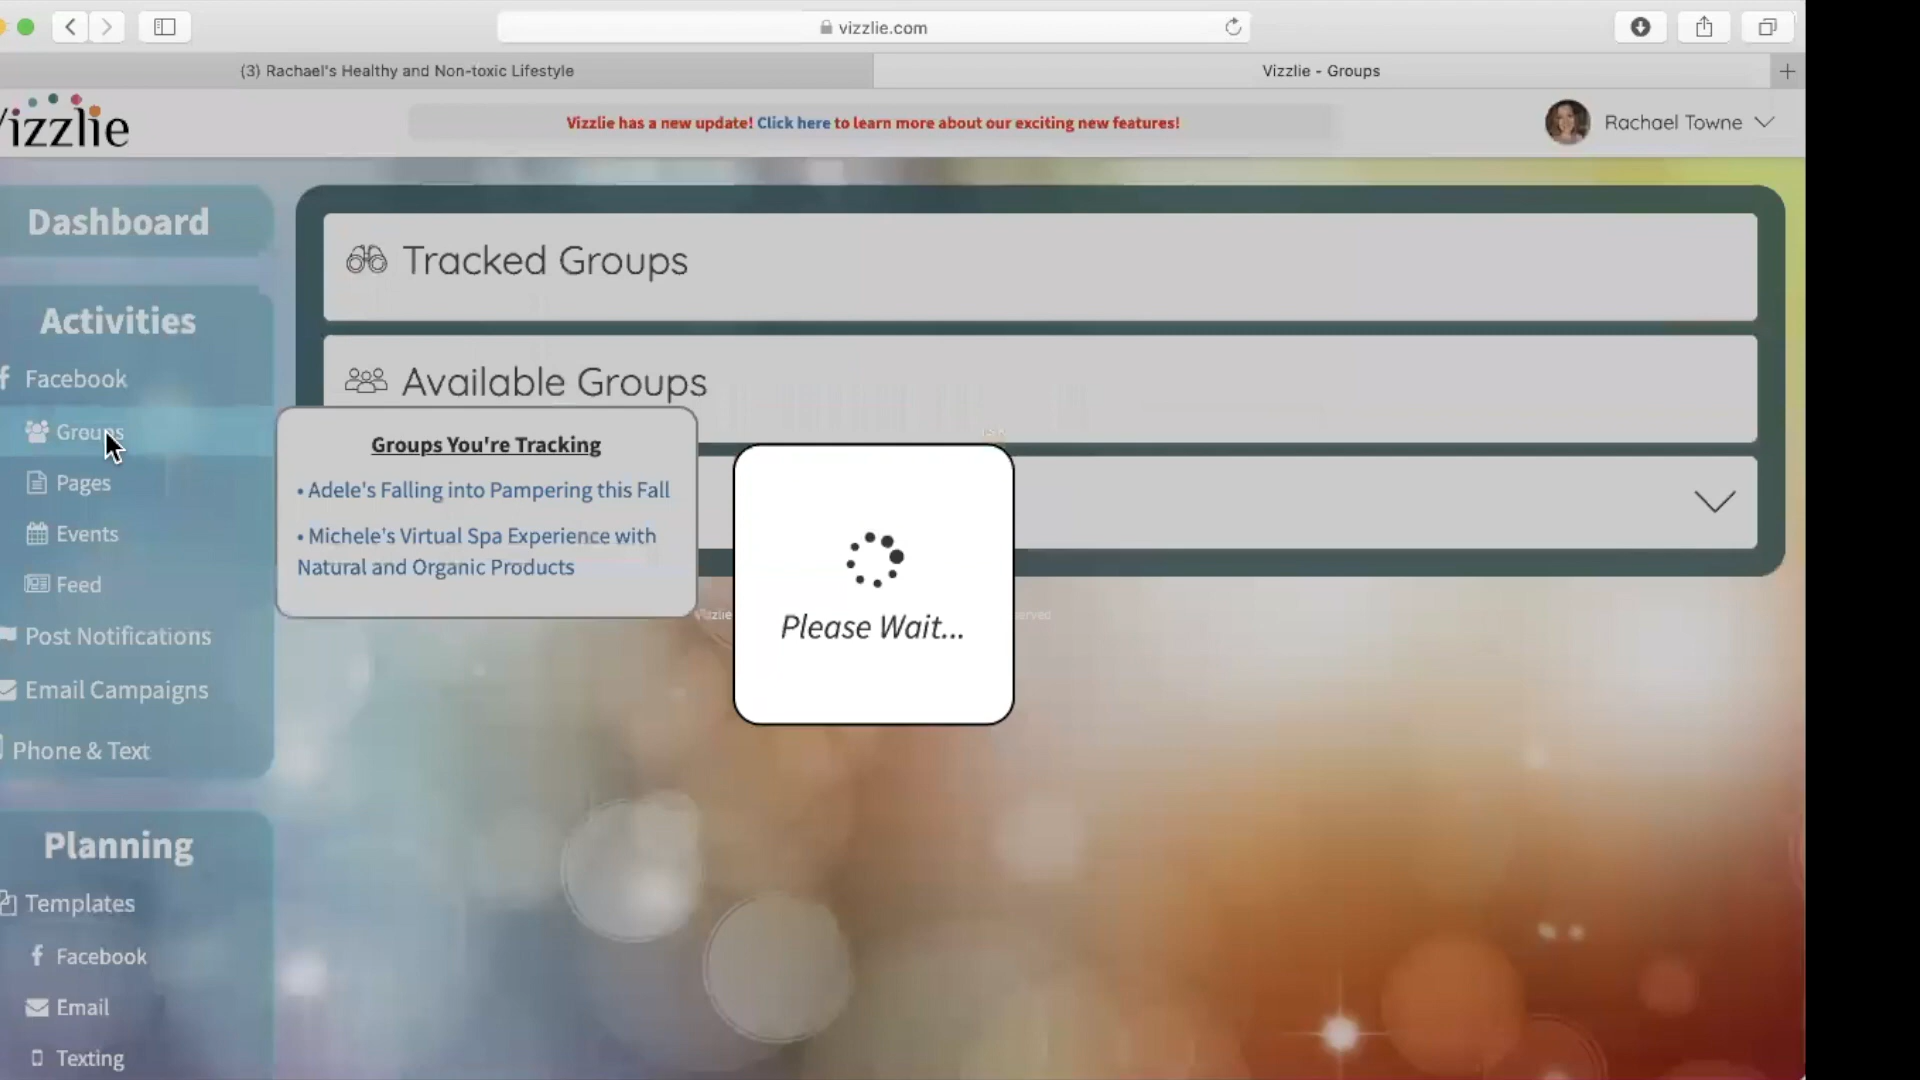 vizzlie.com
(3) Rachael's Healthy and Non-toxic Lifestyle
Vizzlie - Groups
Vizzlie
Vizzlie has a new update! Click here to learn more about our exciting new features!
Rachael Towne
Dashboard
Activities
Facebook
Groups
Pages
Events
Feed
Post Notifications
Email Campaigns
Phone & Text
Planning
Templates
Facebook
Email
Texting
Tracked Groups
Available Groups
Groups You're Tracking
• Adele's Falling into Pampering this Fall
• Michele's Virtual Spa Experience with
Natural and Organic Products
Please Wait...
Vizzlie